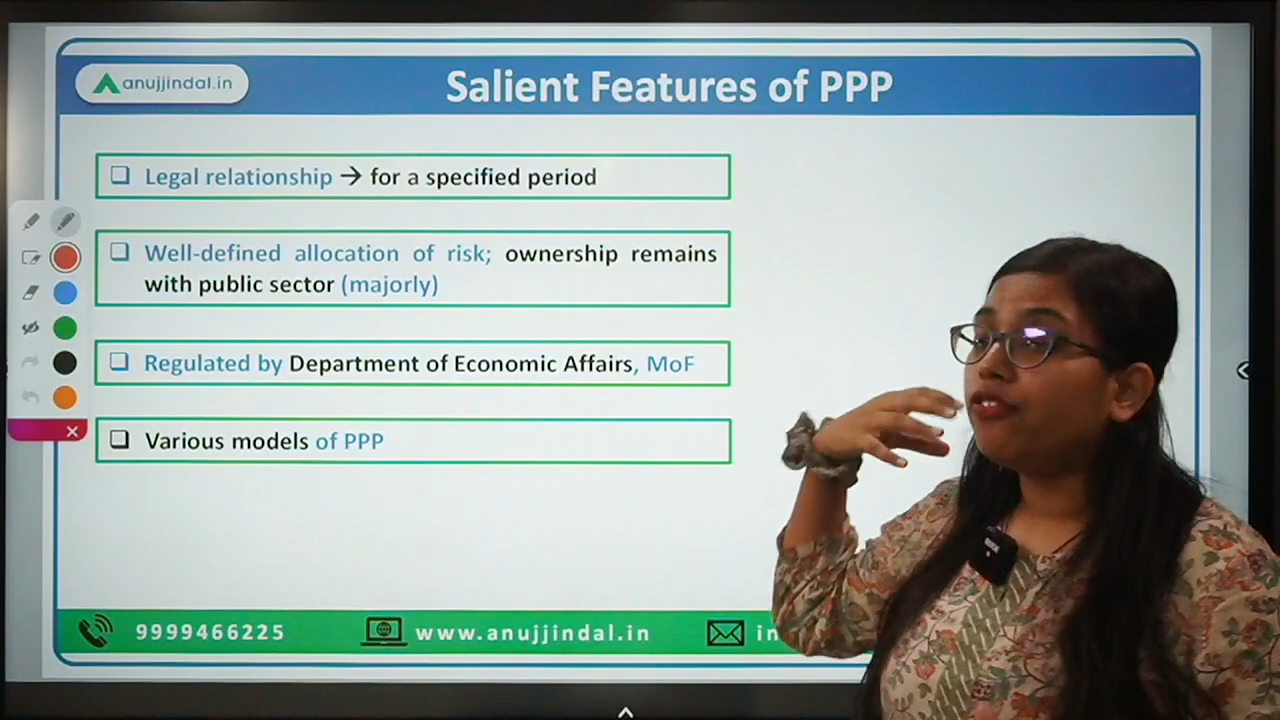 anujjindal.in
Salient Features of PPP
❑ Legal relationship → for a specified period
❑ Well-defined allocation of risk; ownership remains
with public sector (majorly)
❑ Regulated by Department of Economic Affairs, MoF
❑ Various models of PPP
9999466225
www.anujjindal.in
in